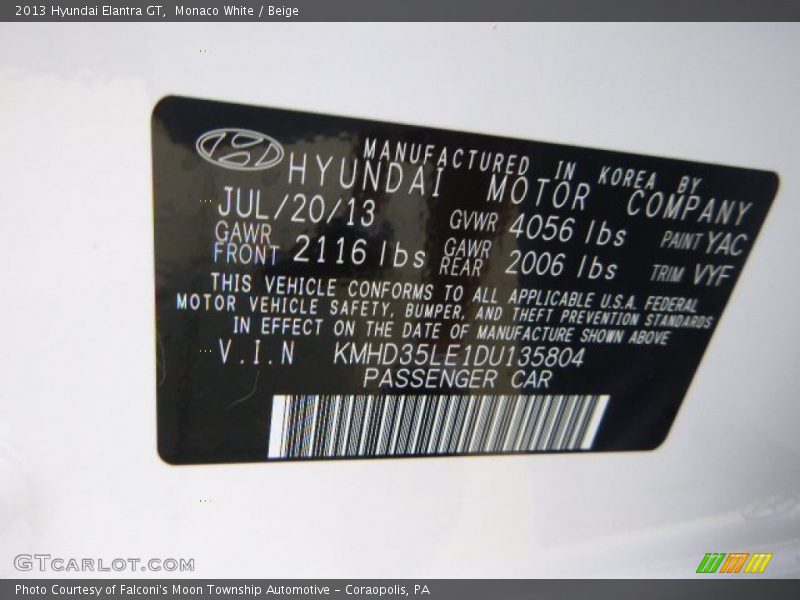 2013 Hyundai Elantra GT,  Monaco White / Beige
MANUFACTURED IN KOREA BY
HYUNDAI MOTOR COMPANY
JUL/20/13 GVWR 4056 lbs PAINT YAC
GAWR FRONT 2116 lbs GAWR REAR 2006 lbs TRIM VYF
THIS VEHICLE CONFORMS TO ALL APPLICABLE U.S.A. FEDERAL
MOTOR VEHICLE SAFETY, BUMPER, AND THEFT PREVENTION STANDARDS
IN EFFECT ON THE DATE OF MANUFACTURE SHOWN ABOVE
V.I.N KMHD35LE1DU135804
PASSENGER CAR
GTCARLOT.COM
Photo Courtesy of Falconi's Moon Township Automotive - Coraopolis, PA